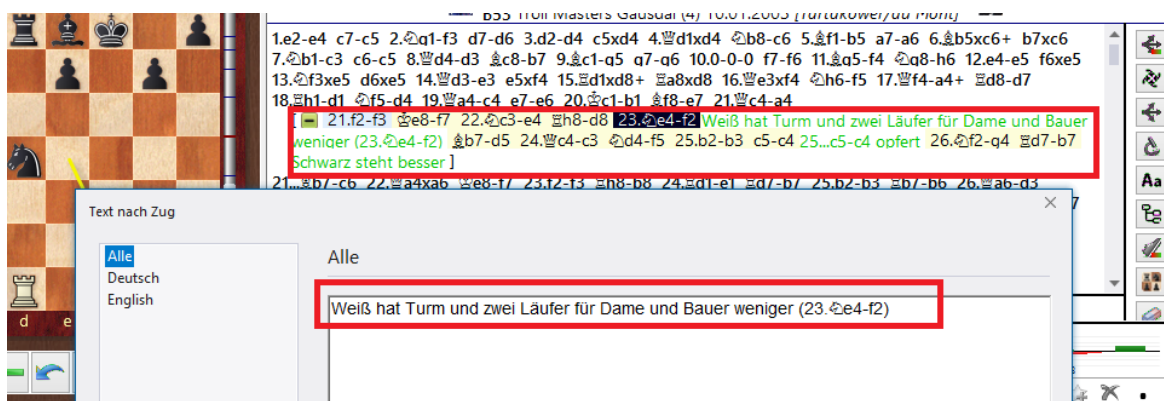 B53 Troll Masters Gausdal (4) 10.01.2003 [Tartakower/du Mont]
1.e2-e4 c7-c5 2.♘g1-f3 d7-d6 3.d2-d4 c5xd4 4.♕d1xd4 ♘b8-c6 5.♗f1-b5 a7-a6 6.♗b5xc6+ b7xc6
7.♘b1-c3 c6-c5 8.♕d4-d3 ♗c8-b7 9.♗c1-g5 g7-g6 10.0-0-0 f7-f6 11.♗g5-f4 ♘g8-h6 12.e4-e5 f6xe5
13.♘f3xe5 d6xe5 14.♕d3-e3 e5xf4 15.♖d1xd8+ ♖a8xd8 16.♕e3xf4 ♘h6-f5 17.♕f4-a4+ ♖d8-d7
18.♖h1-d1 ♘f5-d4 19.♕a4-c4 e7-e6 20.♔c1-b1 ♗f8-e7 21.♕c4-a4
[ 21.f2-f3 ♔e8-f7 22.♘c3-e4 ♖h8-d8 23.♘e4-f2 Weiß hat Turm und zwei Läufer für Dame und Bauer
weniger (23.♘e4-f2) ♗b7-d5 24.♕c4-c3 ♘d4-f5 25.b2-b3 c5-c4 25...c5-c4 opfert 26.♘f2-g4 ♖d7-b7
Schwarz steht besser ]
21...♗b7-c6 22.♕a4xa6 ♔e8-f7 23.f2-f3 ♖h8-b8 24.♖d1-e1 ♖d7-b7 25.b2-b3 ♖b7-b6 26.♕a6-d3
7
Aa
Text nach Zug
Alle
Deutsch
English
Alle
Weiß hat Turm und zwei Läufer für Dame und Bauer weniger (23.♘e4-f2)
d e